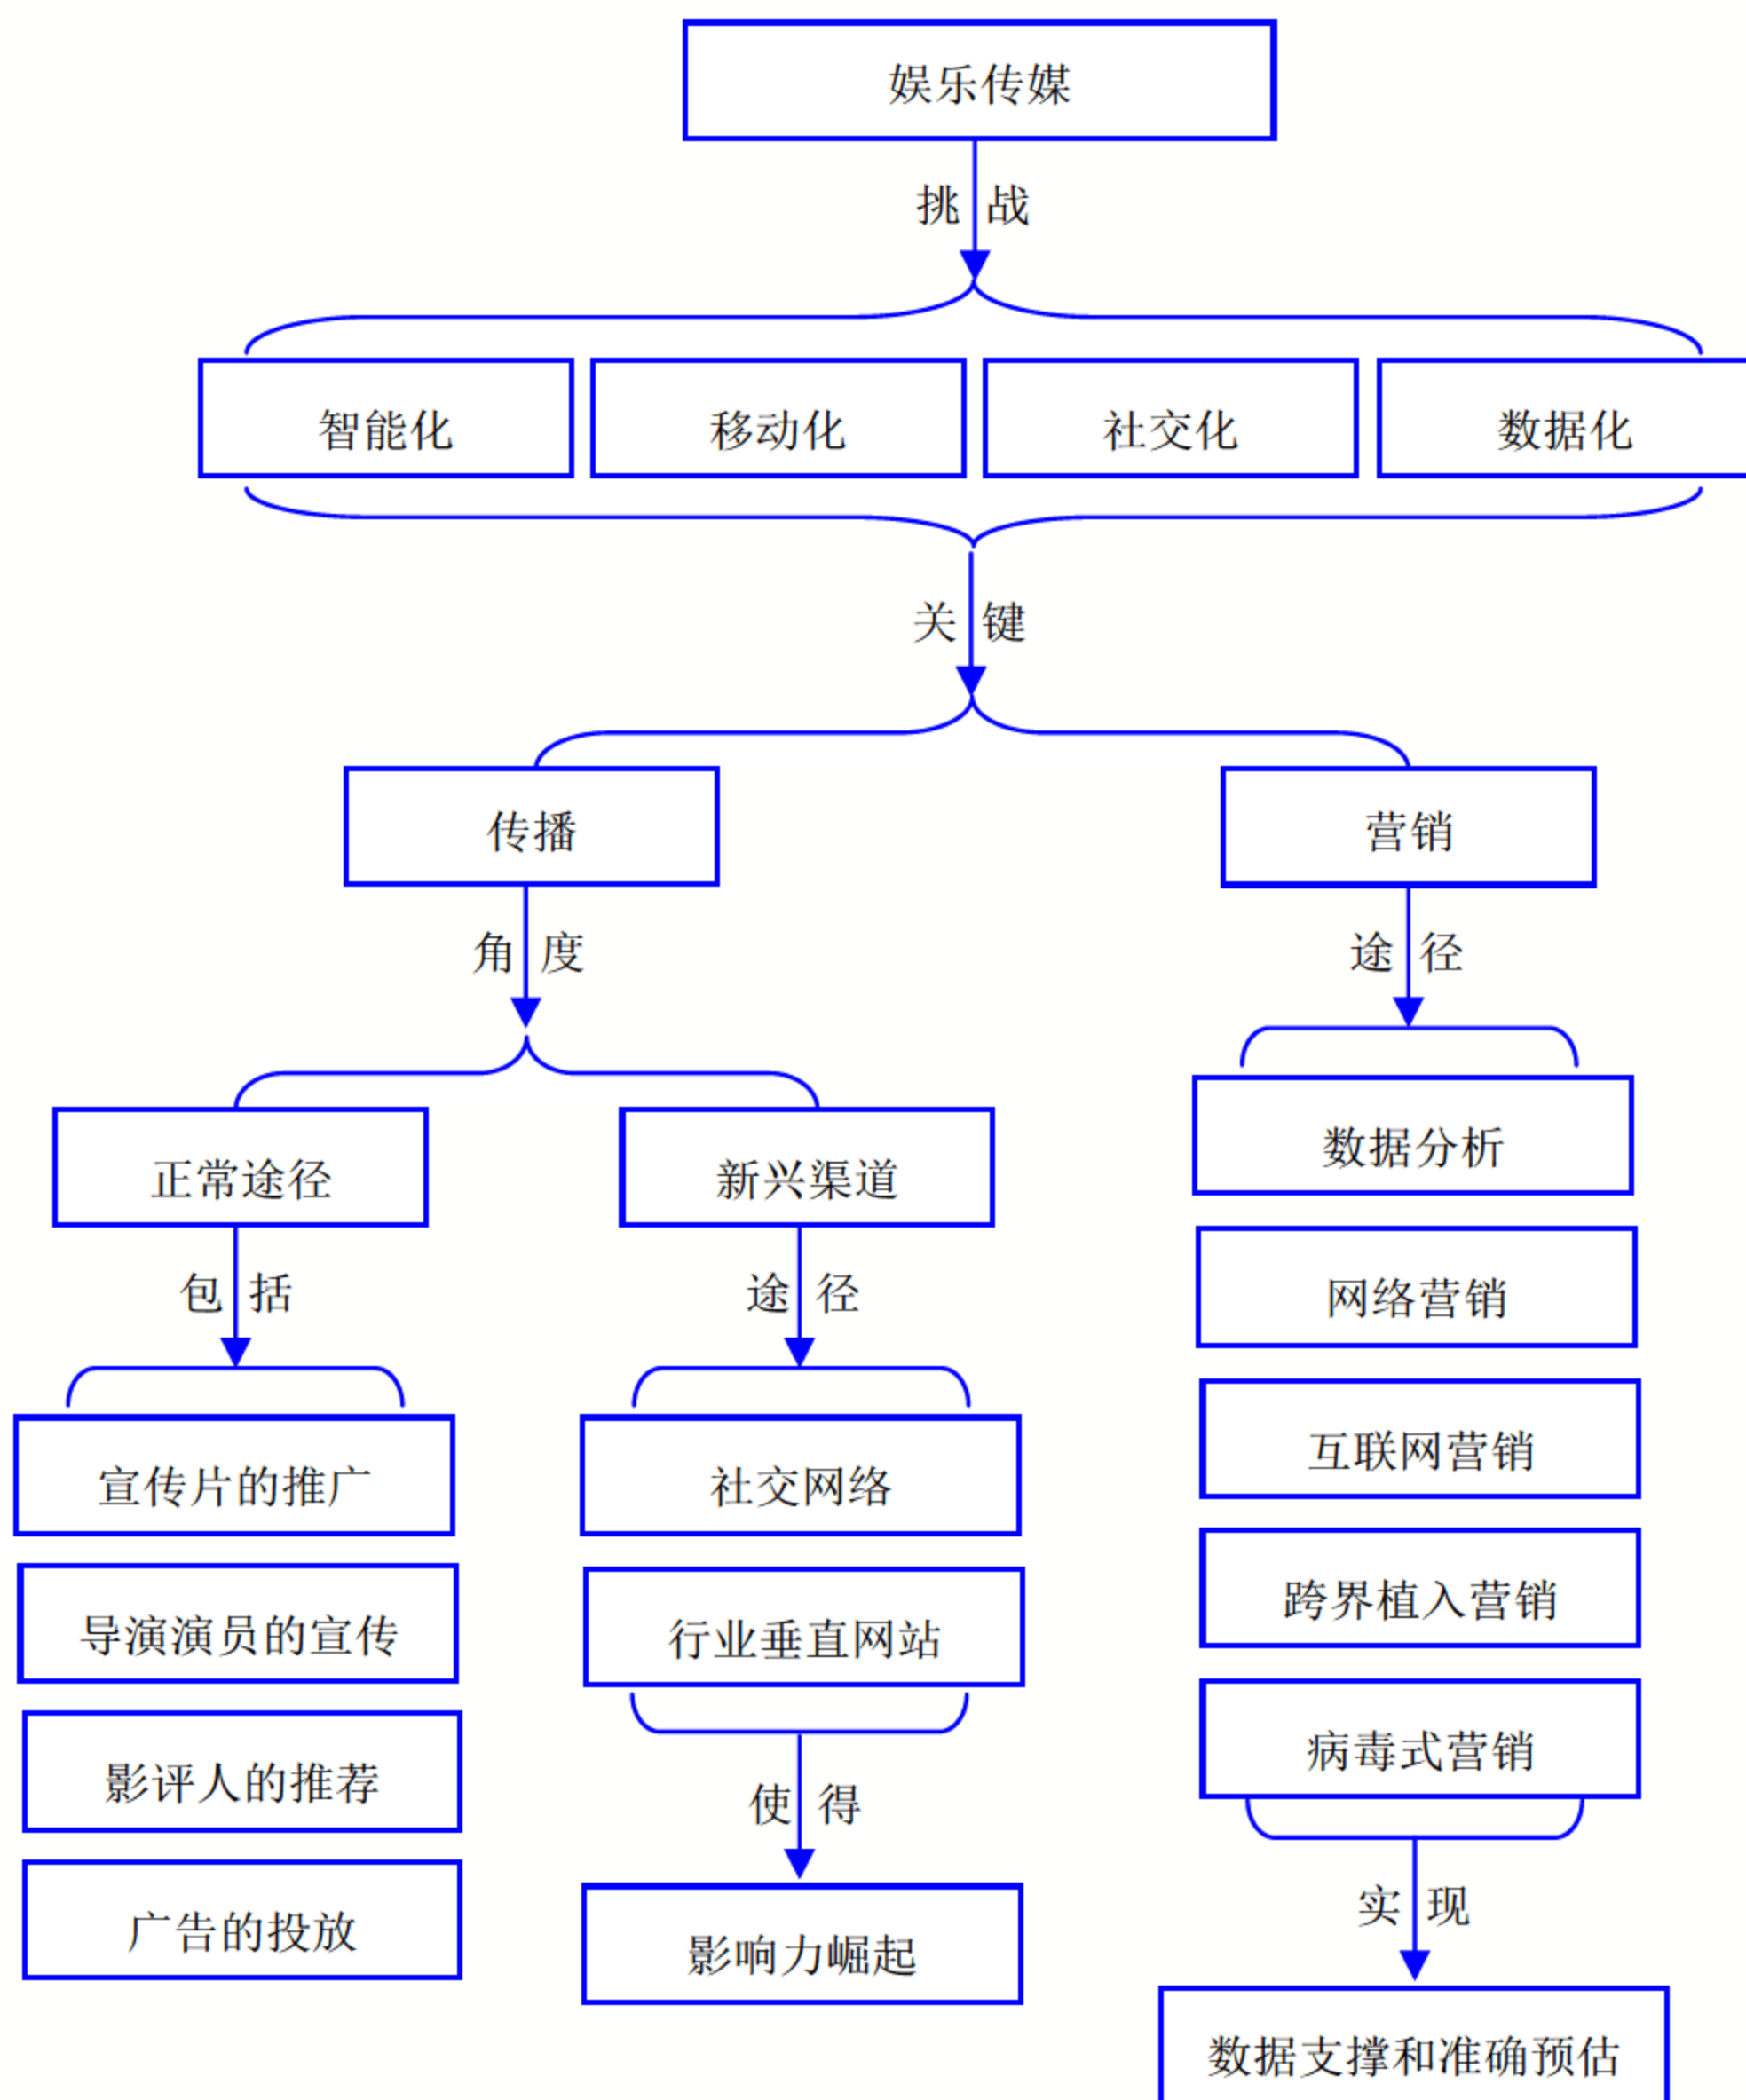 娱乐传媒
挑 战
智能化 移动化 社交化 数据化
关 键
传播 营销
角 度 途 径
正常途径 新兴渠道 数据分析
包 括 途 径 网络营销
宣传片的推广 社交网络 互联网营销
导演演员的宣传 行业垂直网站 跨界植入营销
影评人的推荐 使 得 病毒式营销
广告的投放 影响力崛起 实 现
数据支撑和准确预估